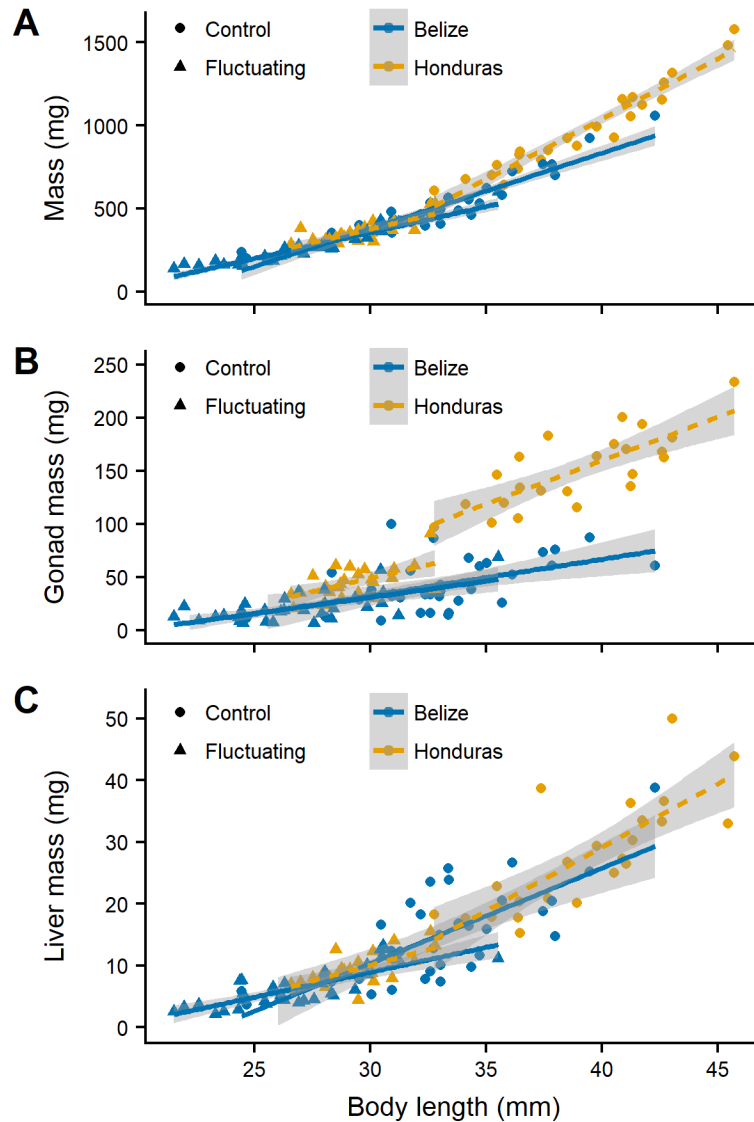 A
Control
Belize
Fluctuating
Honduras
1500
1000
500
0
Mass (mg)
B
Control
Belize
Fluctuating
Honduras
250
200
150
100
50
0
Gonad mass (mg)
C
Control
Belize
Fluctuating
Honduras
50
40
30
20
10
0
Liver mass (mg)
25 30 35 40 45
Body length (mm)